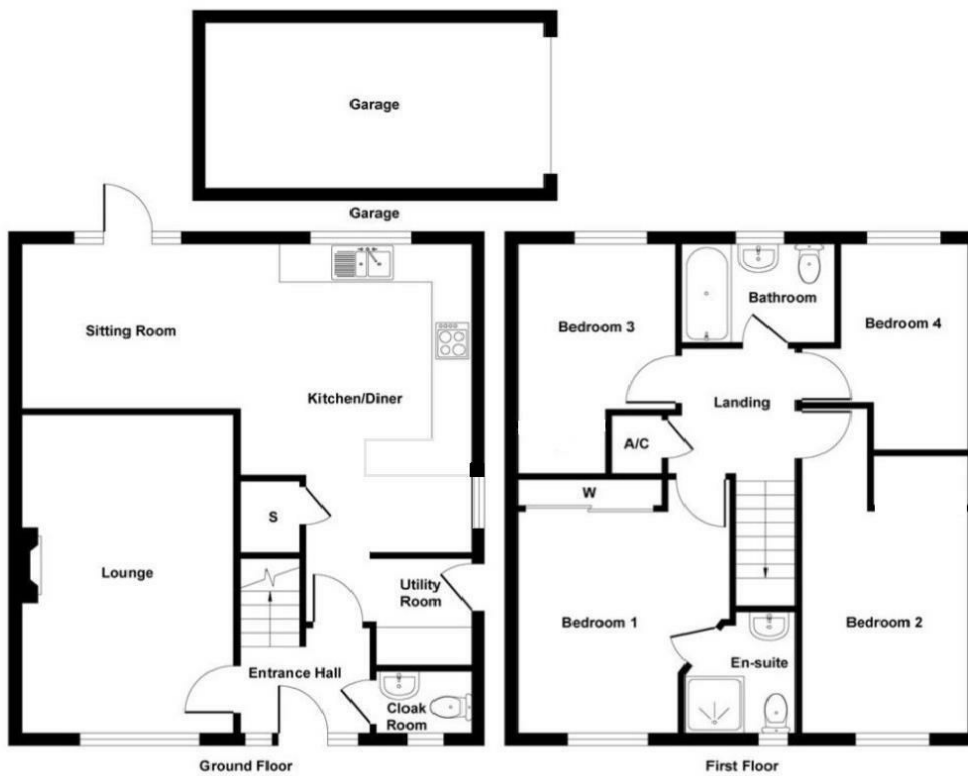 Garage
Garage
Sitting Room
Kitchen/Diner
S
Lounge
Utility
Room
Entrance Hall
Cloak
Room
Ground Floor
Bedroom 3
Bathroom
Bedroom 4
Landing
A/C
W
Bedroom 1
En-suite
Bedroom 2
First Floor